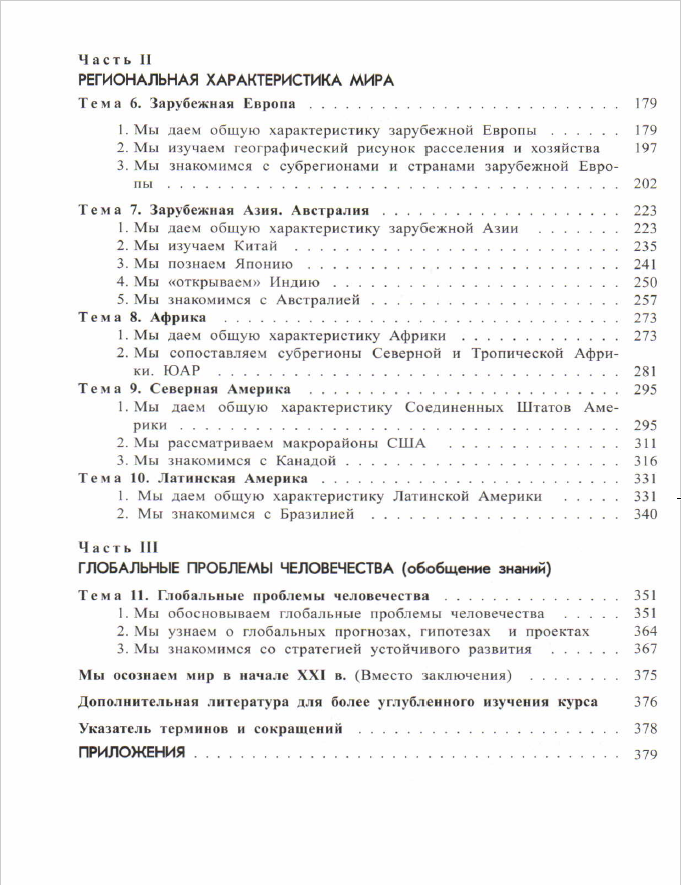 Часть II
РЕГИОНАЛЬНАЯ ХАРАКТЕРИСТИКА МИРА
Тема 6. Зарубежная Европа . . . . . . . . . . . . . . . . . . . . . . . . . . . 179
1. Мы даем общую характеристику зарубежной Европы . . . . . . 179
2. Мы изучаем географический рисунок расселения и хозяйства 197
3. Мы знакомимся с субрегионами и странами зарубежной Евро-
пы . . . . . . . . . . . . . . . . . . . . . . . . . . . . . . . . . . . . . . . 202
Тема 7. Зарубежная Азия. Австралия . . . . . . . . . . . . . . . . . . . . . 223
1. Мы даем общую характеристику зарубежной Азии . . . . . . . 223
2. Мы изучаем Китай . . . . . . . . . . . . . . . . . . . . . . . . . . . . 235
3. Мы познаем Японию . . . . . . . . . . . . . . . . . . . . . . . . . . . 241
4. Мы «открываем» Индию . . . . . . . . . . . . . . . . . . . . . . . . . 250
5. Мы знакомимся с Австралией . . . . . . . . . . . . . . . . . . . . . . 257
Тема 8. Африка . . . . . . . . . . . . . . . . . . . . . . . . . . . . . . . . . . 273
1. Мы даем общую характеристику Африки . . . . . . . . . . . . . . 273
2. Мы сопоставляем субрегионы Северной и Тропической Афри-
ки. ЮАР . . . . . . . . . . . . . . . . . . . . . . . . . . . . . . . . . . . 281
Тема 9. Северная Америка . . . . . . . . . . . . . . . . . . . . . . . . . . . 295
1. Мы даем общую характеристику Соединенных Штатов Аме-
рики . . . . . . . . . . . . . . . . . . . . . . . . . . . . . . . . . . . . . . 295
2. Мы рассматриваем макрорайоны США . . . . . . . . . . . . . . . 311
3. Мы знакомимся с Канадой . . . . . . . . . . . . . . . . . . . . . . . . 316
Тема 10. Латинская Америка . . . . . . . . . . . . . . . . . . . . . . . . . . 331
1. Мы даем общую характеристику Латинской Америки . . . . . 331
2. Мы знакомимся с Бразилией . . . . . . . . . . . . . . . . . . . . . . 340
Часть III
ГЛОБАЛЬНЫЕ ПРОБЛЕМЫ ЧЕЛОВЕЧЕСТВА (обобщение знаний)
Тема 11. Глобальные проблемы человечества . . . . . . . . . . . . . . . 351
1. Мы обосновываем глобальные проблемы человечества . . . . . 351
2. Мы узнаем о глобальных прогнозах, гипотезах и проектах 364
3. Мы знакомимся со стратегией устойчивого развития . . . . . . 367
Мы осознаем мир в начале XXI в. (Вместо заключения) . . . . . . . . 375
Дополнительная литература для более углубленного изучения курса 376
Указатель терминов и сокращений . . . . . . . . . . . . . . . . . . . . . . . 378
ПРИЛОЖЕНИЯ . . . . . . . . . . . . . . . . . . . . . . . . . . . . . . . . . . . . . 379